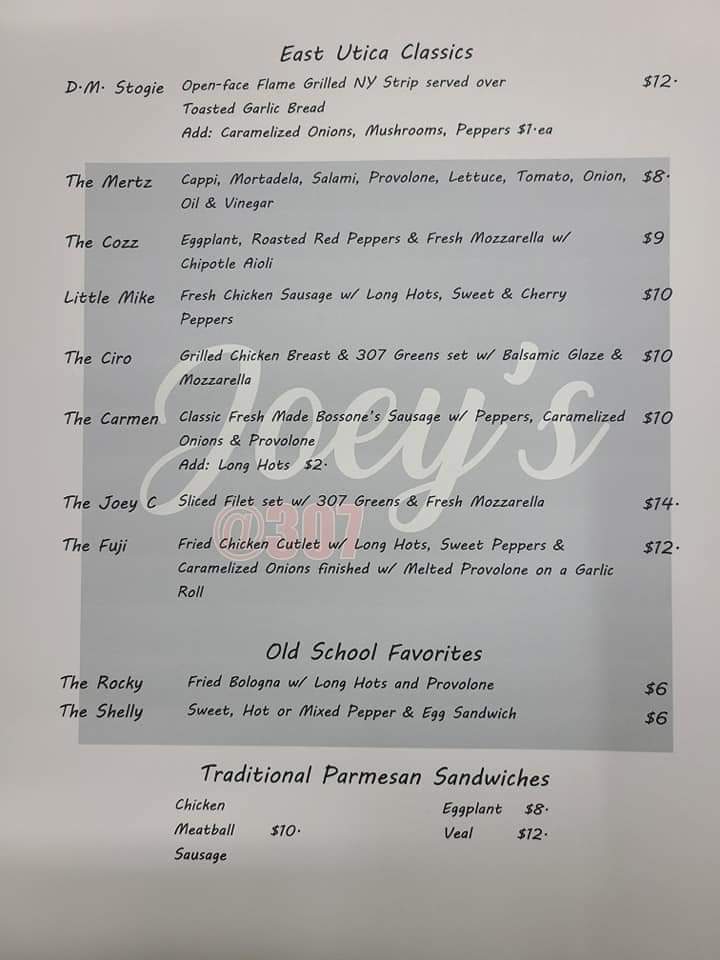 East Utica Classics
D.M. Stogie Open-face Flame Grilled NY Strip served over $12.
Toasted Garlic Bread
Add: Caramelized Onions, Mushrooms, Peppers $1.ea
The Mertz Cappi, Mortadela, Salami, Provolone, Lettuce, Tomato, Onion, $8.
Oil & Vinegar
The Cozz Eggplant, Roasted Red Peppers & Fresh Mozzarella w/ $9
Chipotle Aioli
Little Mike Fresh Chicken Sausage w/ Long Hots, Sweet & Cherry $10
Peppers
The Ciro Grilled Chicken Breast & 307 Greens set w/ Balsamic Glaze & $10
Mozzarella
The Carmen Classic Fresh Made Bossone's Sausage w/ Peppers, Caramelized $10
Onions & Provolone
Add: Long Hots $2.
Joey's
The Joey C Sliced Filet set w/ 307 Greens & Fresh Mozzarella $14.
@307
The Fuji Fried Chicken Cutlet w/ Long Hots, Sweet Peppers & $12.
Caramelized Onions finished w/ Melted Provolone on a Garlic
Roll
Old School Favorites
The Rocky Fried Bologna w/ Long Hots and Provolone $6
The Shelly Sweet, Hot or Mixed Pepper & Egg Sandwich $6
Traditional Parmesan Sandwiches
Chicken Eggplant $8.
Meatball $10. Veal $12.
Sausage